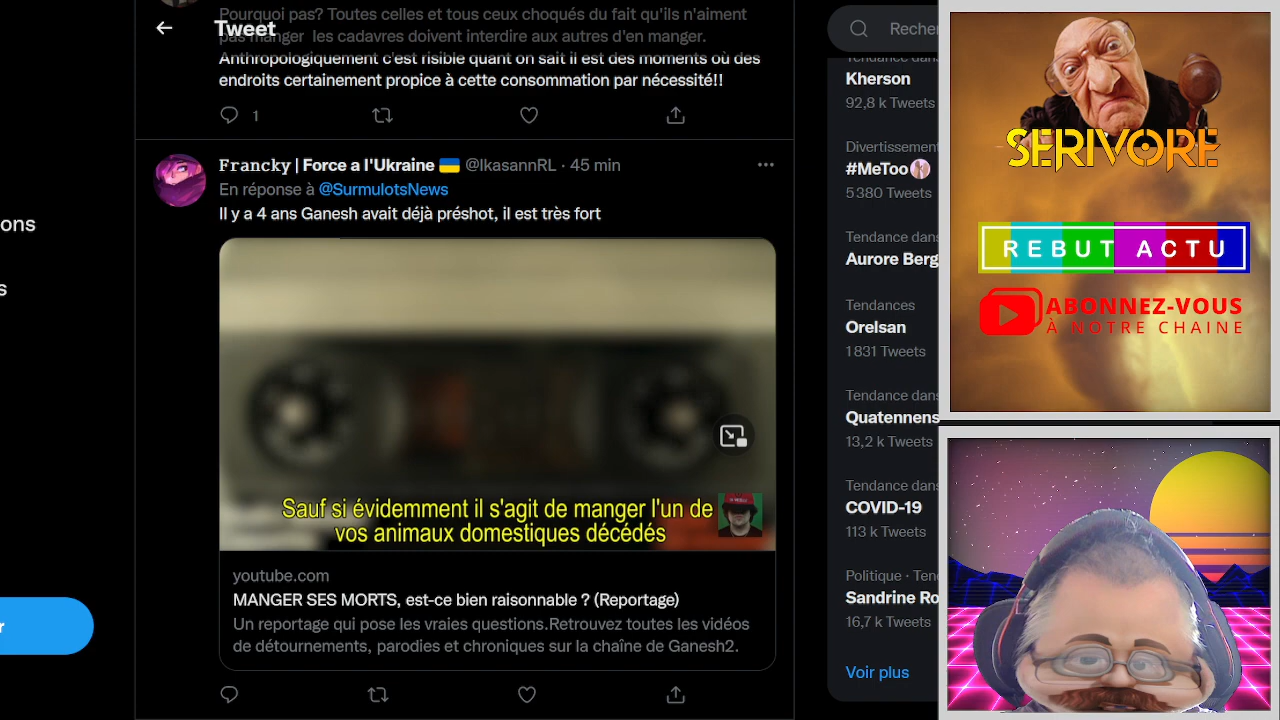 Pourquoi pas? Toutes celles et tous ceux choqués du fait qu'ils n'aiment
pas manger les cadavres doivent interdire aux autres d'en manger.
Tweet
Anthropologiquement c'est risible quant on sait il est des moments où des
endroits certainement propice à cette consommation par nécessité!!
1
Francky | Force a l'Ukraine 🇺🇦 @IkasannRL · 45 min
En réponse à @SurmulotsNews
Il y a 4 ans Ganesh avait déjà préshot, il est très fort
Sauf si évidemment il s'agit de manger l'un de
vos animaux domestiques décédés
youtube.com
MANGER SES MORTS, est-ce bien raisonnable ? (Reportage)
Un reportage qui pose les vraies questions.Retrouvez toutes les vidéos
de détournements, parodies et chroniques sur la chaîne de Ganesh2.
ons
s
r
Recher
Tendance dans
Kherson
92,8 k Tweets
Divertissement
#MeToo
5 380 Tweets
Tendance dans
Aurore Berg
Tendances
Orelsan
1 831 Tweets
Tendance dans
Quatennens
13,2 k Tweets
Tendance dans
COVID-19
113 k Tweets
Politique · Ten
Sandrine Ro
16,7 k Tweets
Voir plus
SERIVORE
REBUT ACTU
ABONNEZ-VOUS
À NOTRE CHAINE